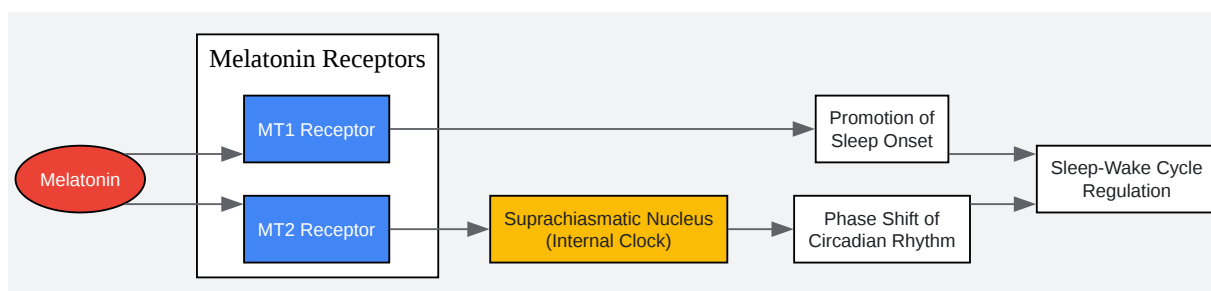 Melatonin Receptors
MT1 Receptor
Promotion of
Sleep Onset
Melatonin
Sleep-Wake Cycle
Regulation
MT2 Receptor
Suprachiasmatic Nucleus
(Internal Clock)
Phase Shift of
Circadian Rhythm